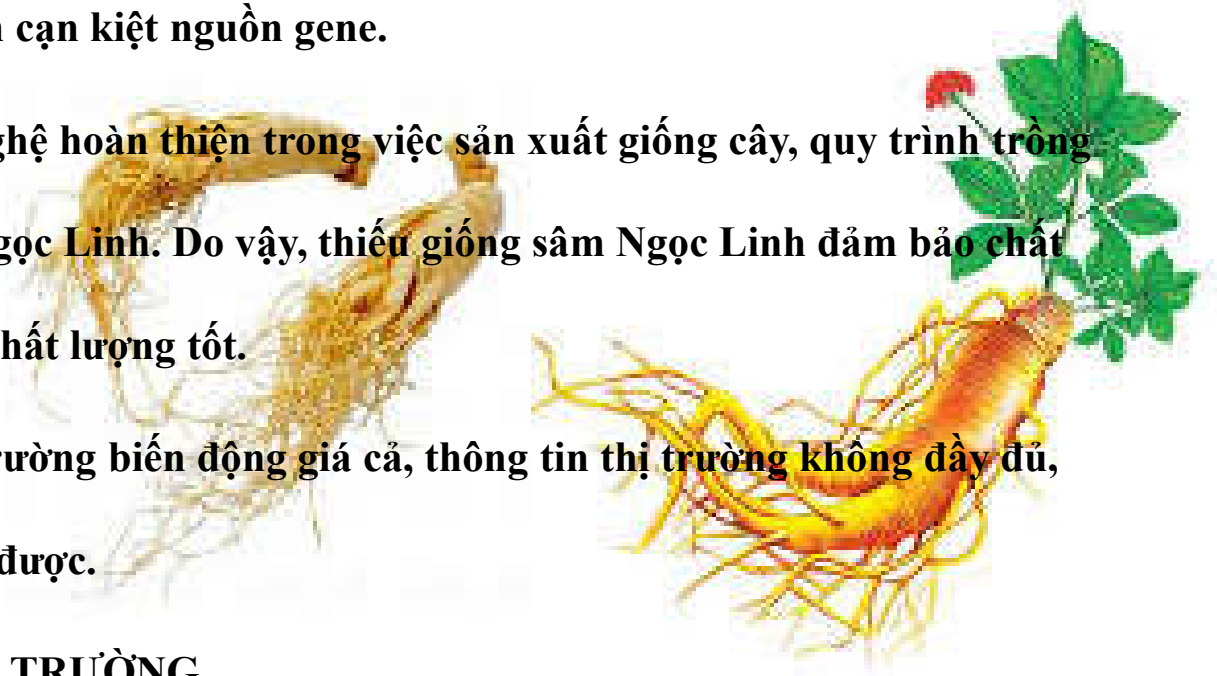 cạn kiệt nguồn gene.
ghệ hoàn thiện trong việc sản xuất giống cây, quy trình trồng
gọc Linh. Do vậy, thiếu giống sâm Ngọc Linh đảm bảo chất
hất lượng tốt.
rường biến động giá cả, thông tin thị trường không đầy đủ,
được.
TRƯỜNG